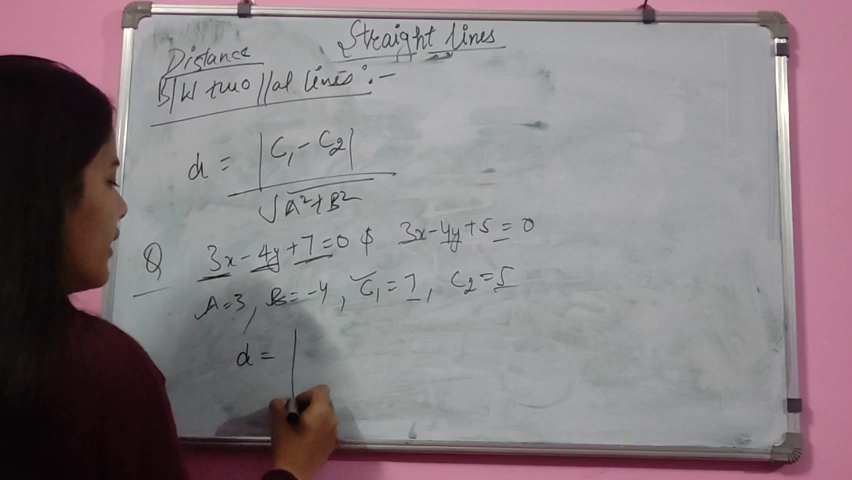 Straight lines
Distance
B/W two //al lines :-
d = |C₁ - C₂| / √A²+B²
Q 3x-4y+7=0 & 3x-4y+5=0
A=3, B=-4, C₁=7, C₂=5
d = |